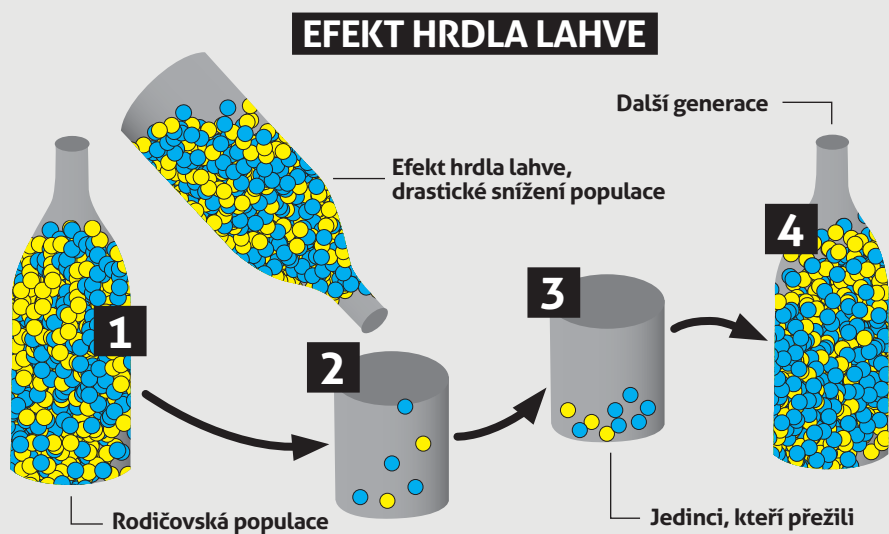 EFEKT HRDLA LAHVE
Další generace
Efekt hrdla lahve,
drastické snížení populace
1
2
3
4
Rodičovská populace
Jedinci, kteří přežili